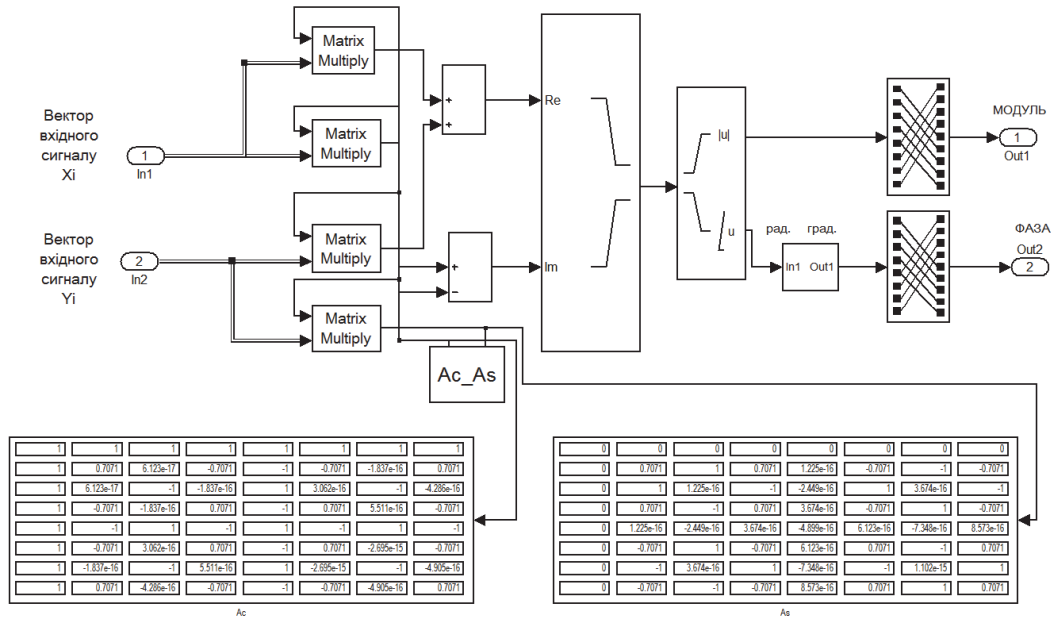 Matrix
Multiply
Matrix
Multiply
Matrix
Multiply
Matrix
Multiply
Вектор
вхідного
сигналу
Xi
1
In1
Вектор
вхідного
сигналу
Yi
2
In2
+
+
+
−
Re
Im
|u|
u
рад. град.
In1 Out1
МОДУЛЬ
1
Out1
ФАЗА
Out2
2
Ac_As
1 1 1 1 1 1 1 1
1 0.7071 6.123e-17 -0.7071 -1 -0.7071 -1.837e-16 0.7071
1 6.123e-17 -1 -1.837e-16 1 3.062e-16 -1 -4.286e-16
1 -0.7071 -1.837e-16 0.7071 -1 0.7071 5.511e-16 -0.7071
1 -1 1 -1 1 -1 1 -1
1 -0.7071 3.062e-16 0.7071 -1 0.7071 -2.695e-15 -0.7071
1 -1.837e-16 -1 5.511e-16 1 -2.695e-15 -1 -4.905e-16
1 0.7071 -4.286e-16 -0.7071 -1 -0.7071 -4.905e-16 0.7071
Ac
0 0 0 0 0 0 0 0
0 0.7071 1 0.7071 1.225e-16 -0.7071 -1 -0.7071
0 1 1.225e-16 -1 -2.449e-16 1 3.674e-16 -1
0 0.7071 -1 0.7071 3.674e-16 -0.7071 1 -0.7071
0 1.225e-16 -2.449e-16 3.674e-16 -4.899e-16 6.123e-16 -7.348e-16 8.573e-16
0 -0.7071 1 -0.7071 6.123e-16 0.7071 -1 0.7071
0 -1 3.674e-16 1 -7.348e-16 -1 1.102e-15 1
0 -0.7071 -1 -0.7071 8.573e-16 0.7071 1 0.7071
As